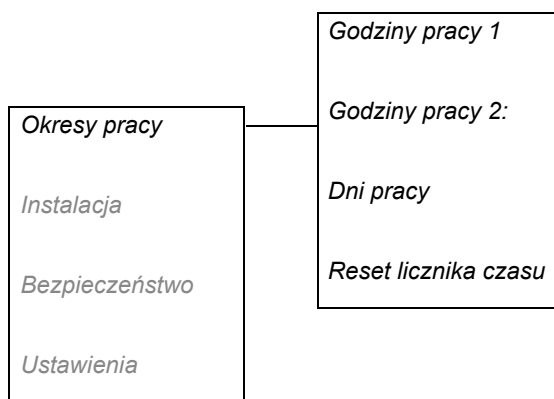 Okresy pracy
Instalacja
Bezpieczeństwo
Ustawienia
Godziny pracy 1
Godziny pracy 2:
Dni pracy
Reset licznika czasu